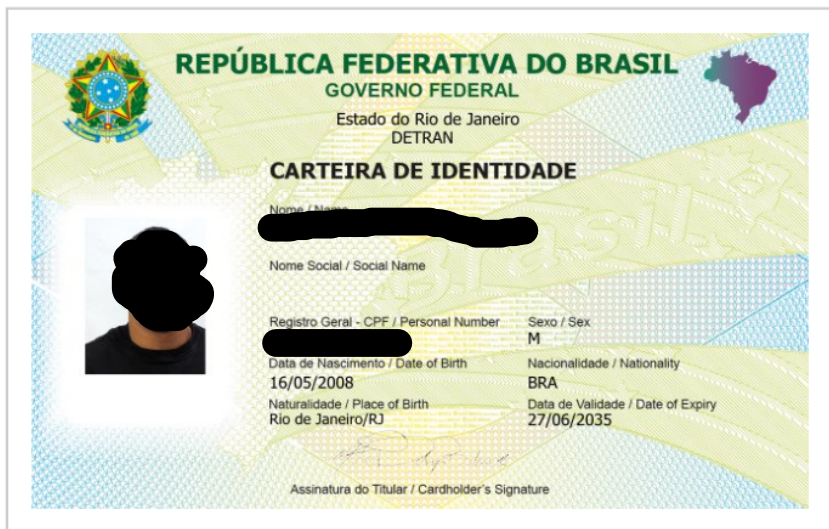 REPÚBLICA FEDERATIVA DO BRASIL
GOVERNO FEDERAL
Estado do Rio de Janeiro
DETRAN
CARTEIRA DE IDENTIDADE
Nome / Name
Nome Social / Social Name
Registro Geral - CPF / Personal Number Sexo / Sex
M
Data de Nascimento / Date of Birth Nacionalidade / Nationality
16/05/2008 BRA
Naturalidade / Place of Birth Data de Validade / Date of Expiry
Rio de Janeiro/RJ 27/06/2035
Assinatura do Titular / Cardholder's Signature
Brasil